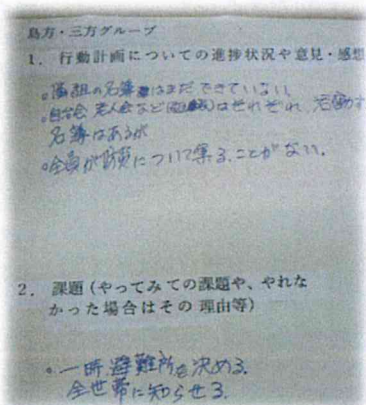 島方・三方グループ
1. 行動計画についての進捗状況や意見・感想
。隣組の名簿はまだできていない
。自治会 老人会など はそれぞれ、活動す
名簿はあるが
。全員が防災について集ることがない。
2. 課題(やってみての課題や、やれな
かった場合はその理由等)
。一時避難所を決める。
全世帯に知らせる。